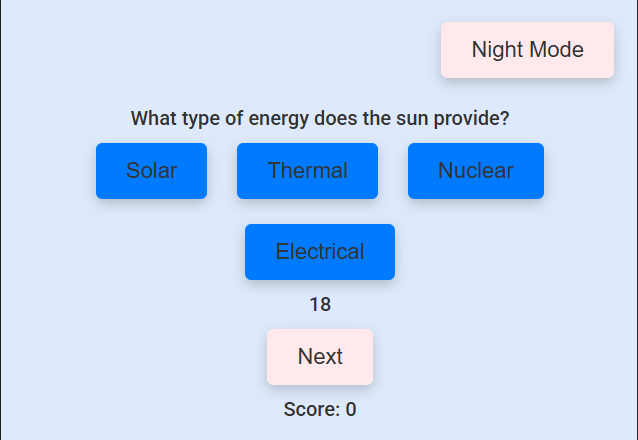 Night Mode
What type of energy does the sun provide?
Solar Thermal Nuclear
Electrical
18
Next
Score: 0